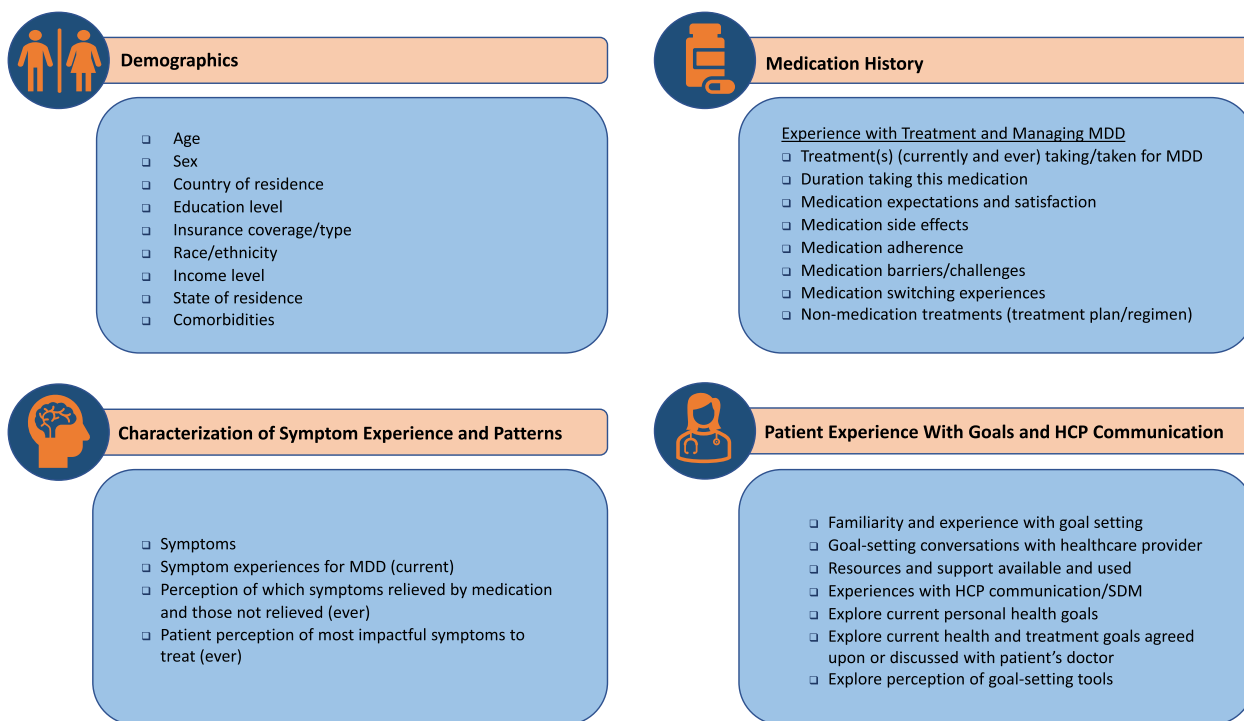 Demographics
❑ Age
❑ Sex
❑ Country of residence
❑ Education level
❑ Insurance coverage/type
❑ Race/ethnicity
❑ Income level
❑ State of residence
❑ Comorbidities
Medication History
Experience with Treatment and Managing MDD
❑ Treatment(s) (currently and ever) taking/taken for MDD
❑ Duration taking this medication
❑ Medication expectations and satisfaction
❑ Medication side effects
❑ Medication adherence
❑ Medication barriers/challenges
❑ Medication switching experiences
❑ Non-medication treatments (treatment plan/regimen)
Characterization of Symptom Experience and Patterns
❑ Symptoms
❑ Symptom experiences for MDD (current)
❑ Perception of which symptoms relieved by medication
and those not relieved (ever)
❑ Patient perception of most impactful symptoms to
treat (ever)
Patient Experience With Goals and HCP Communication
❑ Familiarity and experience with goal setting
❑ Goal-setting conversations with healthcare provider
❑ Resources and support available and used
❑ Experiences with HCP communication/SDM
❑ Explore current personal health goals
❑ Explore current health and treatment goals agreed
upon or discussed with patient’s doctor
❑ Explore perception of goal-setting tools